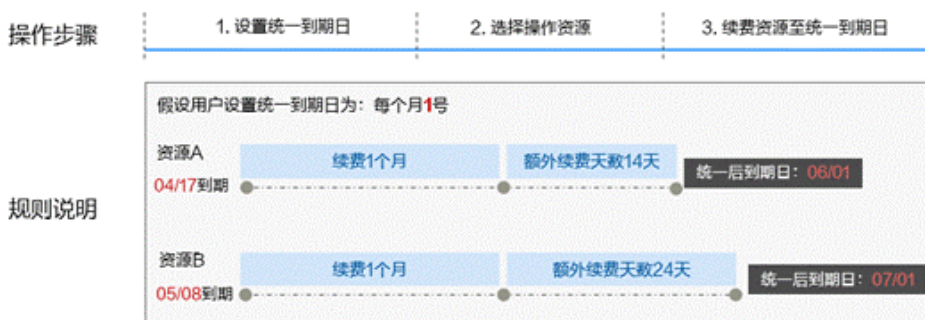 操作步骤
1. 设置统一到期日
2. 选择操作资源
3. 续费资源至统一到期日
假设用户设置统一到期日为：每个月1号
规则说明
资源A
04/17到期
续费1个月
额外续费天数14天
统一后到期日：06/01
资源B
05/08到期
续费1个月
额外续费天数24天
统一后到期日：07/01